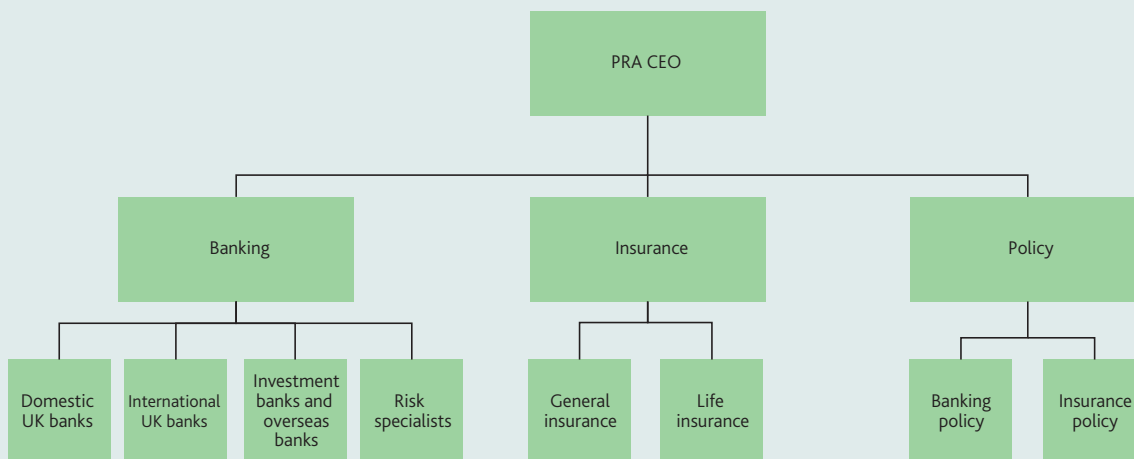 PRA CEO
Banking
Insurance
Policy
Domestic
UK banks
International
UK banks
Investment
banks and
overseas
banks
Risk
specialists
General
insurance
Life
insurance
Banking
policy
Insurance
policy